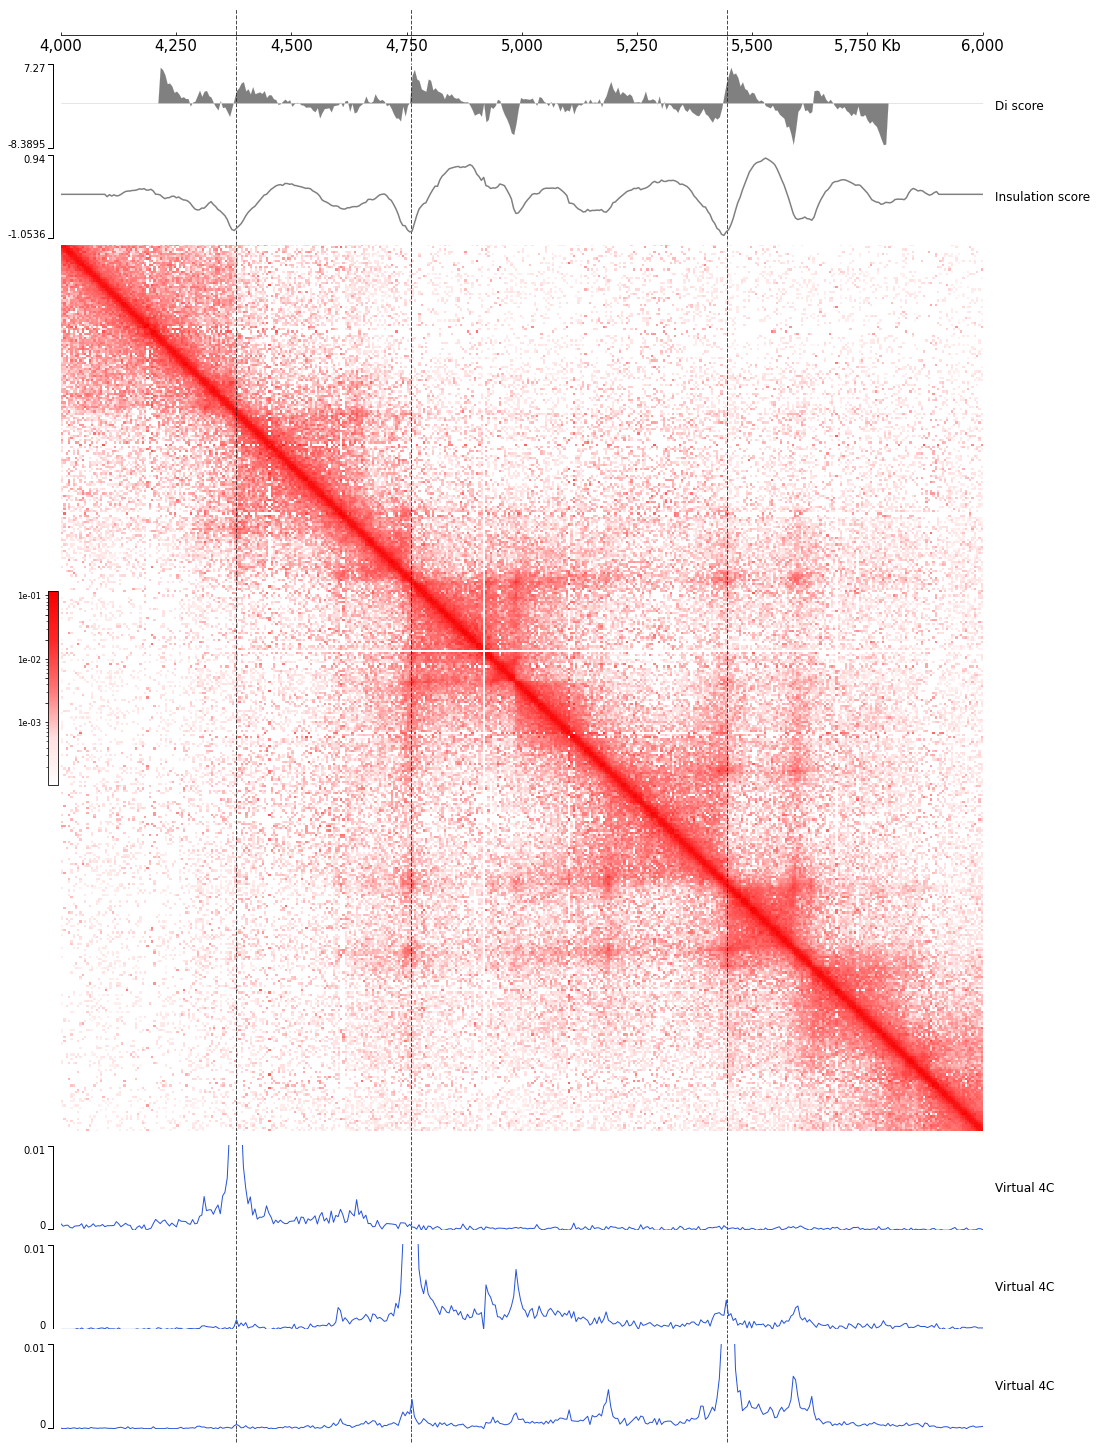 4,000 4,250 4,500 4,750 5,000 5,250 5,500 5,750 Kb 6,000
7.27
Di score
-8.3895
0.94
Insulation score
-1.0536
1e-01
1e-02
1e-03
0.01
Virtual 4C
0
0.01
Virtual 4C
0
0.01
Virtual 4C
0